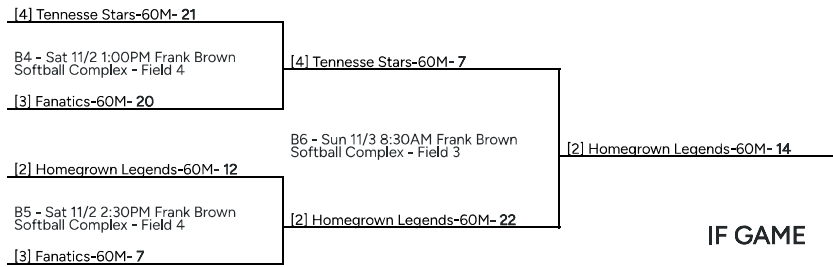 [4] Tennesse Stars-60M- 21
B4 - Sat 11/2 1:00PM Frank Brown
Softball Complex - Field 4
[4] Tennesse Stars-60M- 7
[3] Fanatics-60M- 20
B6 - Sun 11/3 8:30AM Frank Brown
Softball Complex - Field 3
[2] Homegrown Legends-60M- 14
[2] Homegrown Legends-60M- 12
B5 - Sat 11/2 2:30PM Frank Brown
Softball Complex - Field 4
[2] Homegrown Legends-60M- 22
IF GAME
[3] Fanatics-60M- 7